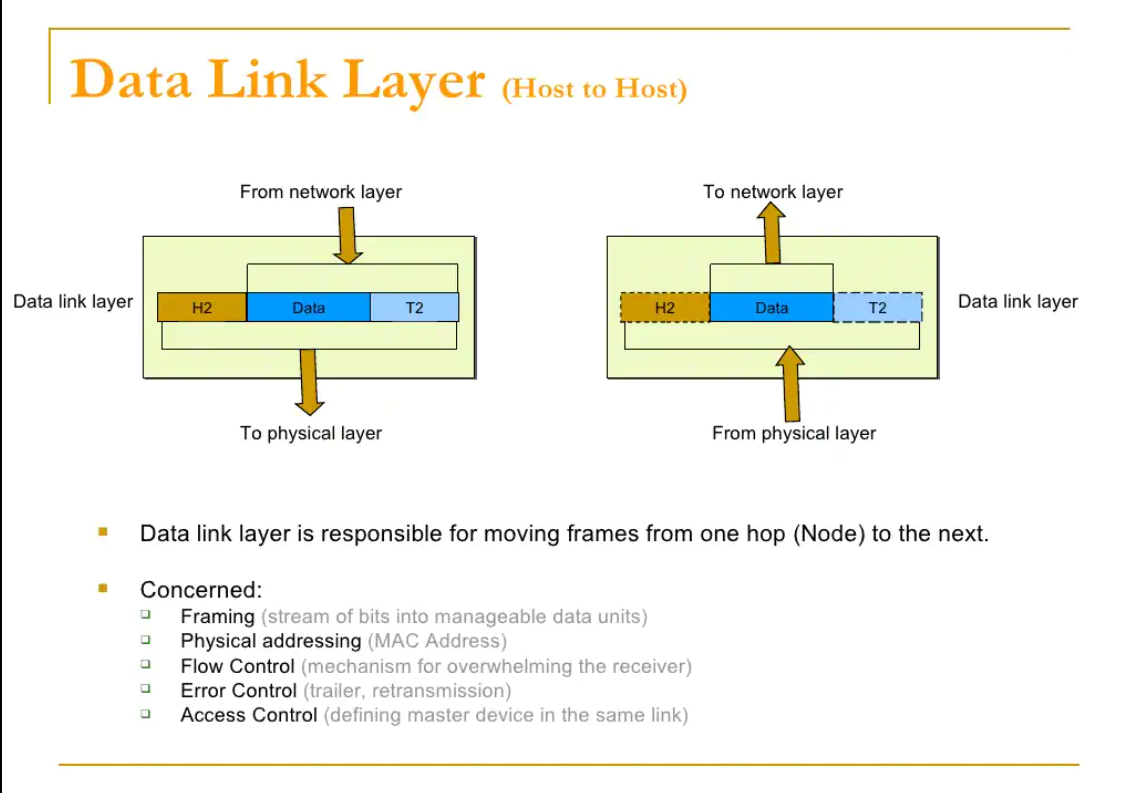 Data Link Layer (Host to Host)
From network layer
To network layer
Data link layer
H2 Data T2
H2 Data T2
Data link layer
To physical layer
From physical layer
Data link layer is responsible for moving frames from one hop (Node) to the next.
Concerned:
Framing (stream of bits into manageable data units)
Physical addressing (MAC Address)
Flow Control (mechanism for overwhelming the receiver)
Error Control (trailer, retransmission)
Access Control (defining master device in the same link)